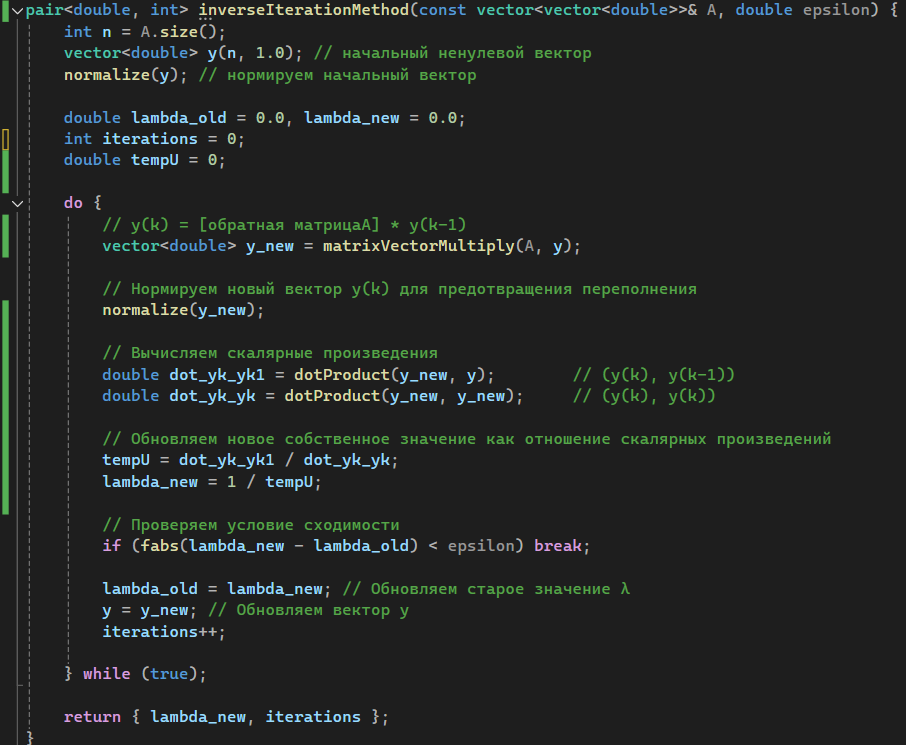 pair<double, int> inverseIterationMethod(const vector<vector<double>>& A, double epsilon) {
int n = A.size();
vector<double> y(n, 1.0); // начальный ненулевой вектор
normalize(y); // нормируем начальный вектор
double lambda_old = 0.0, lambda_new = 0.0;
int iterations = 0;
double tempU = 0;
do {
// y(k) = [обратная матрицаA] * y(k-1)
vector<double> y_new = matrixVectorMultiply(A, y);
// Нормируем новый вектор y(k) для предотвращения переполнения
normalize(y_new);
// Вычисляем скалярные произведения
double dot_yk_yk1 = dotProduct(y_new, y); // (y(k), y(k-1))
double dot_yk_yk = dotProduct(y_new, y_new); // (y(k), y(k))
// Обновляем новое собственное значение как отношение скалярных произведений
tempU = dot_yk_yk1 / dot_yk_yk;
lambda_new = 1 / tempU;
// Проверяем условие сходимости
if (fabs(lambda_new - lambda_old) < epsilon) break;
lambda_old = lambda_new; // Обновляем старое значение λ
y = y_new; // Обновляем вектор y
iterations++;
} while (true);
return { lambda_new, iterations };
}